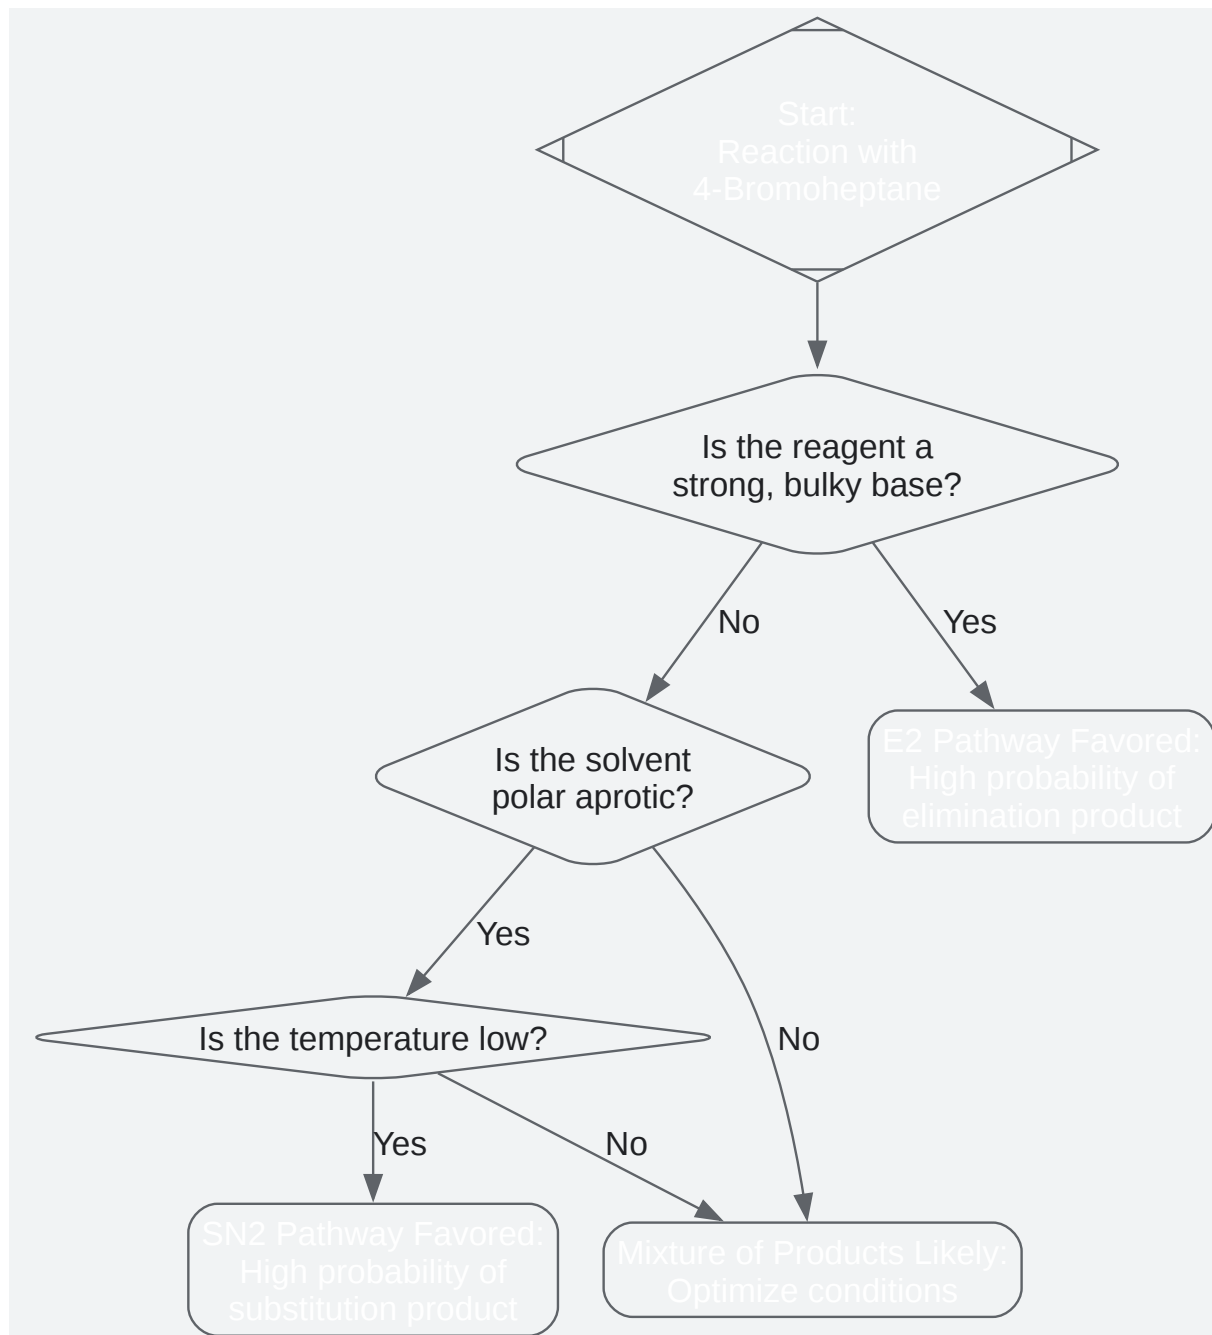 Start:
Reaction with
4-Bromoheptane
Is the reagent a
strong, bulky base?
No
Yes
Is the solvent
polar aprotic?
E2 Pathway Favored:
High probability of
elimination product
Yes
Is the temperature low?
No
Yes
No
SN2 Pathway Favored:
High probability of
substitution product
Mixture of Products Likely:
Optimize conditions